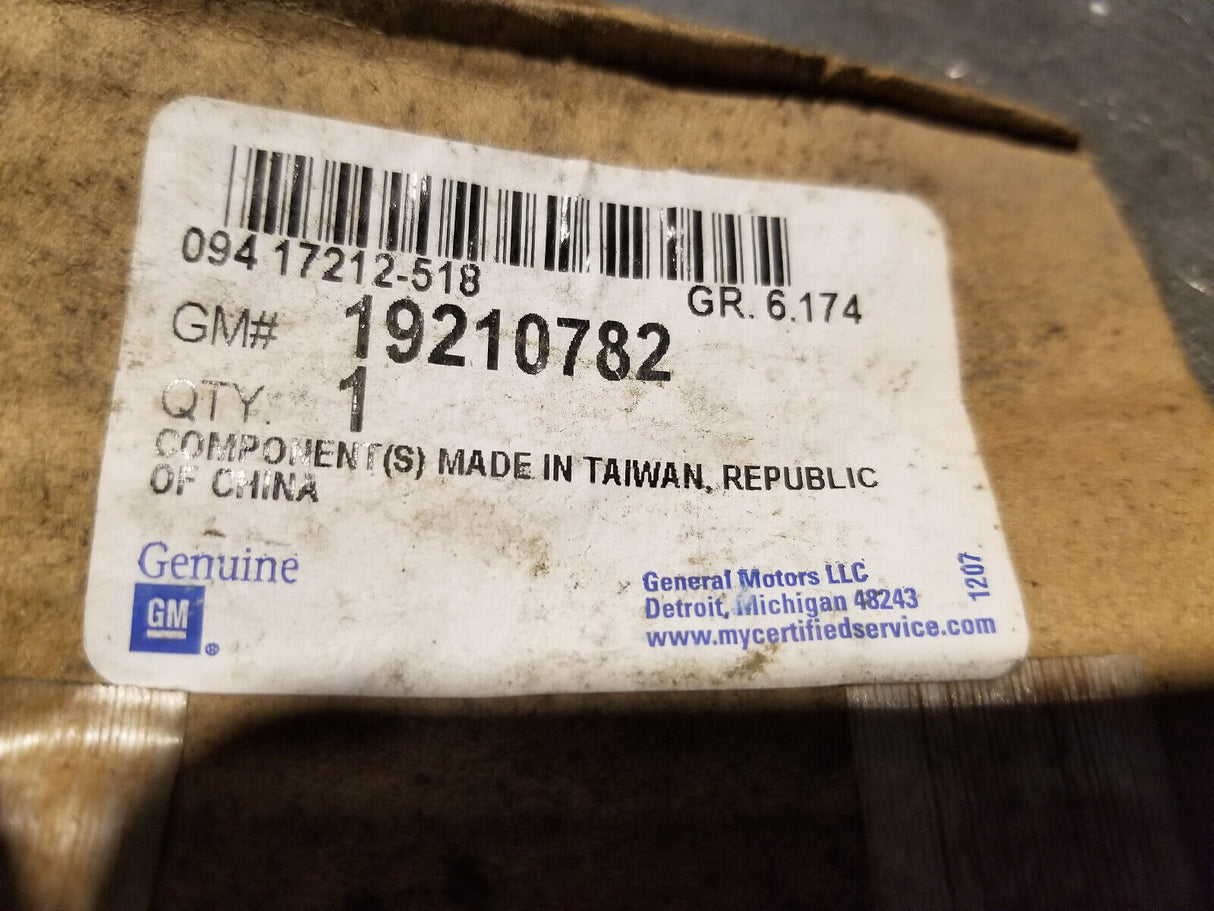 094 17212-518
GR. 6.174
GM# 19210782
QTY. 1
COMPONENT(S) MADE IN TAIWAN, REPUBLIC
OF CHINA
Genuine
GM®
General Motors LLC
Detroit, Michigan 48243
www.mycertifiedservice.com
1207